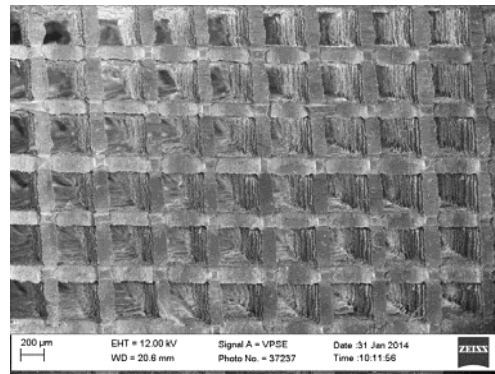 200 µm
EHT = 12.00 kV
Signal A = VPSE
Date :31 Jan 2014
WD = 20.6 mm
Photo No. = 37237
Time :10:11:56
ZEISS